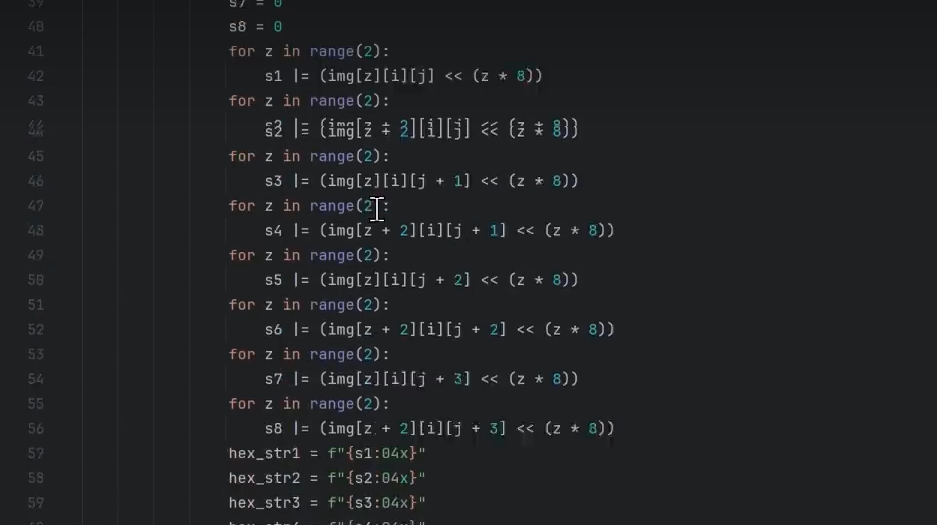 39 s7 = 0
40 s8 = 0
41 for z in range(2):
42 s1 |= (img[z][i][j] << (z * 8))
43 for z in range(2):
44 s2 |= (img[z + 2][i][j] << (z * 8))
45 for z in range(2):
46 s3 |= (img[z][i][j + 1] << (z * 8))
47 for z in range(2):
48 s4 |= (img[z + 2][i][j + 1] << (z * 8))
49 for z in range(2):
50 s5 |= (img[z][i][j + 2] << (z * 8))
51 for z in range(2):
52 s6 |= (img[z + 2][i][j + 2] << (z * 8))
53 for z in range(2):
54 s7 |= (img[z][i][j + 3] << (z * 8))
55 for z in range(2):
56 s8 |= (img[z + 2][i][j + 3] << (z * 8))
57 hex_str1 = f"{s1:04x}"
58 hex_str2 = f"{s2:04x}"
59 hex_str3 = f"{s3:04x}"